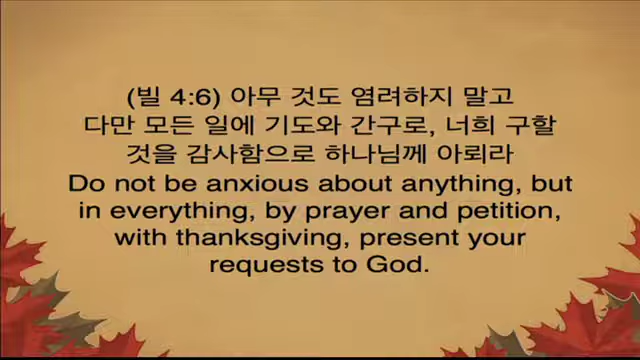 (빌 4:6) 아무 것도 염려하지 말고
다만 모든 일에 기도와 간구로, 너희 구할
것을 감사함으로 하나님께 아뢰라
Do not be anxious about anything, but
in everything, by prayer and petition,
with thanksgiving, present your
requests to God.